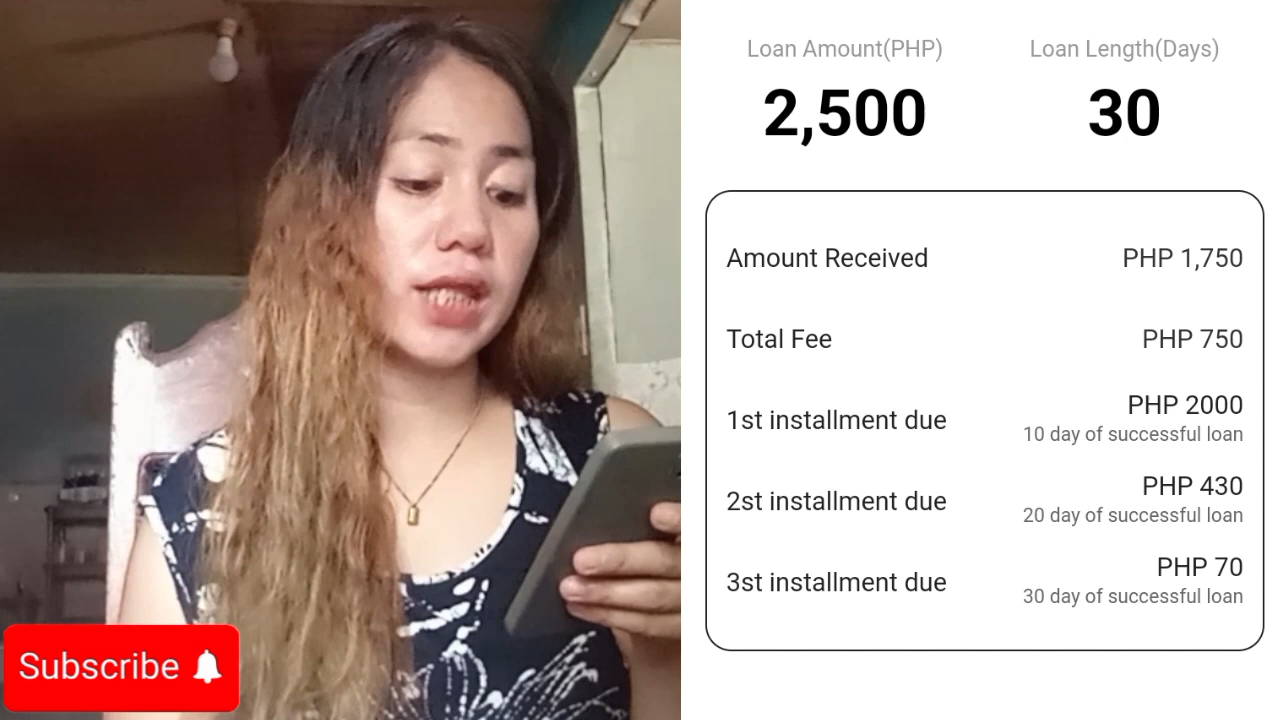 Loan Amount(PHP)
Loan Length(Days)
2,500
30
Amount Received
PHP 1,750
Total Fee
PHP 750
1st installment due
PHP 2000
10 day of successful loan
2st installment due
PHP 430
20 day of successful loan
3st installment due
PHP 70
30 day of successful loan
Subscribe